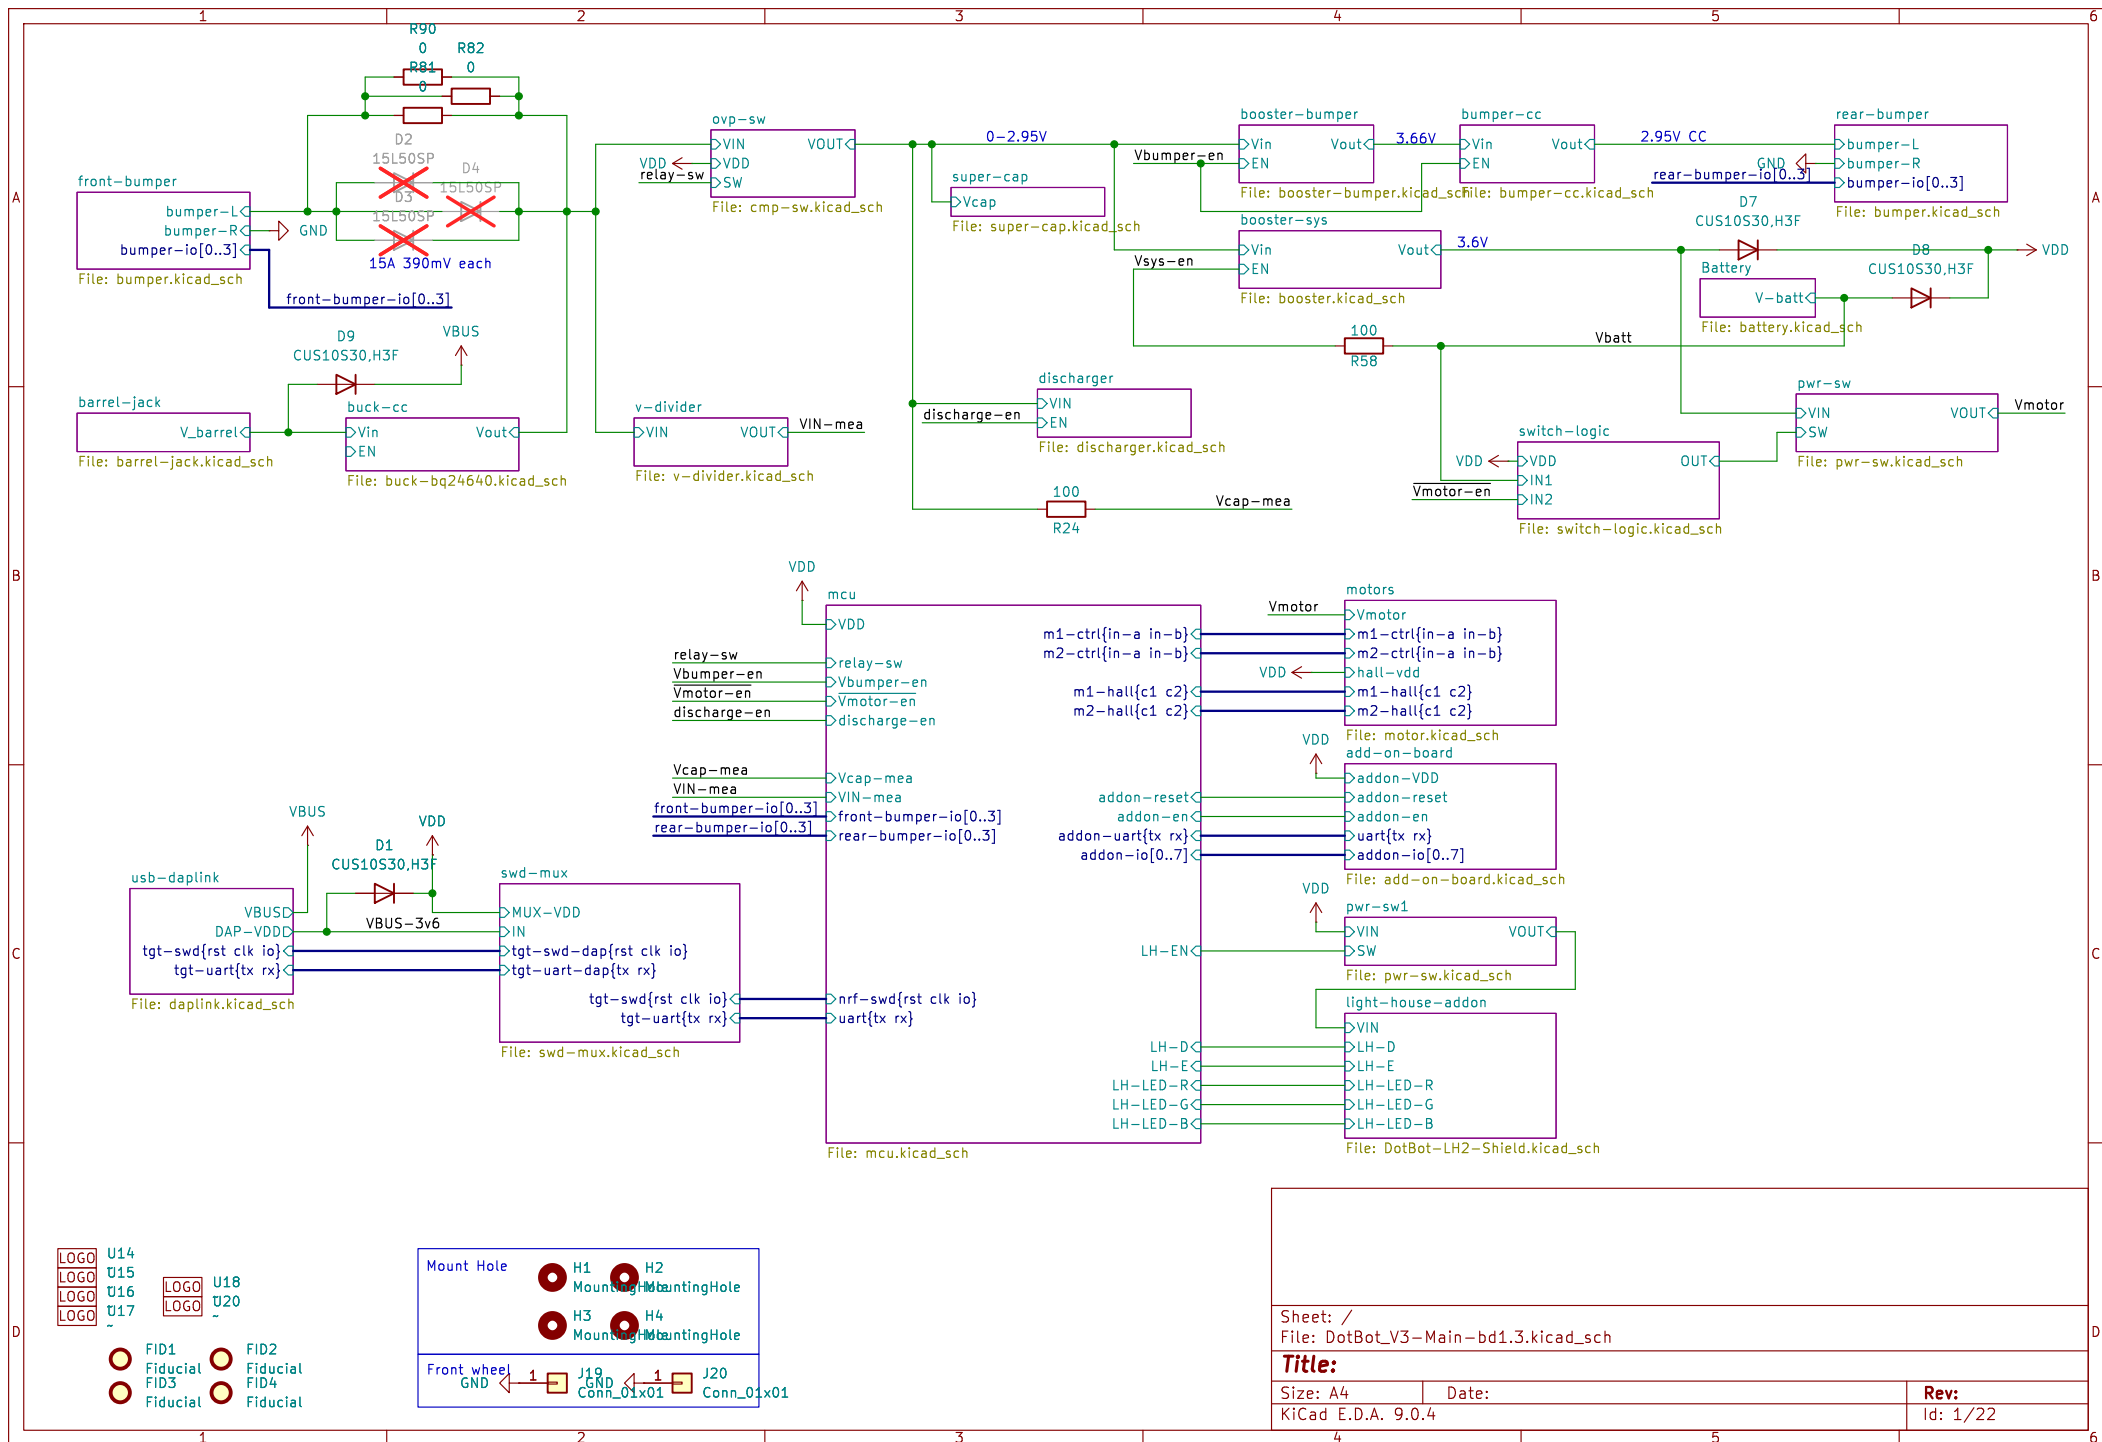 1 2 3 4 5 6
A
B
C
D
A
B
C
D
1 2 3 4 5 6
R90
0
R82
0
R81
0
D2
15L50SP
D4
15L50SP
D3
15L50SP
15A 390mV each
front-bumper
bumper-L
bumper-R
GND
bumper-io[0..3]
File: bumper.kicad_sch
front-bumper-io[0..3]
D9
CUS10S30,H3F
VBUS
barrel-jack
V_barrel
File: barrel-jack.kicad_sch
buck-cc
Vin
Vout
EN
File: buck-bq24640.kicad_sch
v-divider
VIN
VOUT
VIN-mea
File: v-divider.kicad_sch
ovp-sw
VIN
VOUT
VDD
VDD
relay-sw
SW
File: cmp-sw.kicad_sch
0-2.95V
super-cap
Vcap
File: super-cap.kicad_sch
booster-bumper
Vin
Vout
Vbumper-en
EN
File: booster-bumper.kicad_sch
3.66V
bumper-cc
Vin
Vout
EN
File: bumper-cc.kicad_sch
2.95V CC
rear-bumper
bumper-L
GND
bumper-R
rear-bumper-io[0..3]
bumper-io[0..3]
File: bumper.kicad_sch
booster-sys
Vin
Vout
Vsys-en
EN
File: booster.kicad_sch
3.6V
D7
CUS10S30,H3F
D8
CUS10S30,H3F
VDD
Battery
V-batt
File: battery.kicad_sch
100
R58
Vbatt
discharger
VIN
discharge-en
EN
File: discharger.kicad_sch
100
R24
Vcap-mea
switch-logic
VDD
VDD
OUT
IN1
Vmotor-en
IN2
File: switch-logic.kicad_sch
pwr-sw
VIN
VOUT
Vmotor
SW
File: pwr-sw.kicad_sch
VDD
mcu
VDD
relay-sw
relay-sw
Vbumper-en
Vbumper-en
Vmotor-en
Vmotor-en
discharge-en
discharge-en
Vcap-mea
Vcap-mea
VIN-mea
VIN-mea
front-bumper-io[0..3]
front-bumper-io[0..3]
rear-bumper-io[0..3]
rear-bumper-io[0..3]
nrf-swd{rst clk io}
uart{tx rx}
m1-ctrl{in-a in-b}
m2-ctrl{in-a in-b}
m1-hall{c1 c2}
m2-hall{c1 c2}
addon-reset
addon-en
addon-uart{tx rx}
addon-io[0..7]
LH-EN
LH-D
LH-E
LH-LED-R
LH-LED-G
LH-LED-B
File: mcu.kicad_sch
motors
Vmotor
Vmotor
m1-ctrl{in-a in-b}
m2-ctrl{in-a in-b}
VDD
hall-vdd
m1-hall{c1 c2}
m2-hall{c1 c2}
File: motor.kicad_sch
VDD
add-on-board
addon-VDD
addon-reset
addon-en
uart{tx rx}
addon-io[0..7]
File: add-on-board.kicad_sch
VDD
pwr-sw1
VIN
VOUT
SW
File: pwr-sw.kicad_sch
light-house-addon
VIN
LH-D
LH-E
LH-LED-R
LH-LED-G
LH-LED-B
File: DotBot-LH2-Shield.kicad_sch
VBUS
D1
CUS10S30,H3F
VDD
usb-daplink
VBUS
DAP-VDD
tgt-swd{rst clk io}
tgt-uart{tx rx}
File: daplink.kicad_sch
VBUS-3v6
swd-mux
MUX-VDD
IN
tgt-swd-dap{rst clk io}
tgt-uart-dap{tx rx}
tgt-swd{rst clk io}
tgt-uart{tx rx}
File: swd-mux.kicad_sch
LOGO
U14
~
LOGO
U15
~
LOGO
U16
~
LOGO
U17
~
LOGO
U18
~
LOGO
U20
~
FID1
Fiducial
FID2
Fiducial
FID3
Fiducial
FID4
Fiducial
Mount Hole
H1
MountingHole
H2
MountingHole
H3
MountingHole
H4
MountingHole
Front wheel
GND
1
J19
Conn_01x01
GND
1
J20
Conn_01x01
Sheet: /
File: DotBot_V3-Main-bd1.3.kicad_sch
Title:
Size: A4
Date:
Rev:
KiCad E.D.A. 9.0.4
Id: 1/22